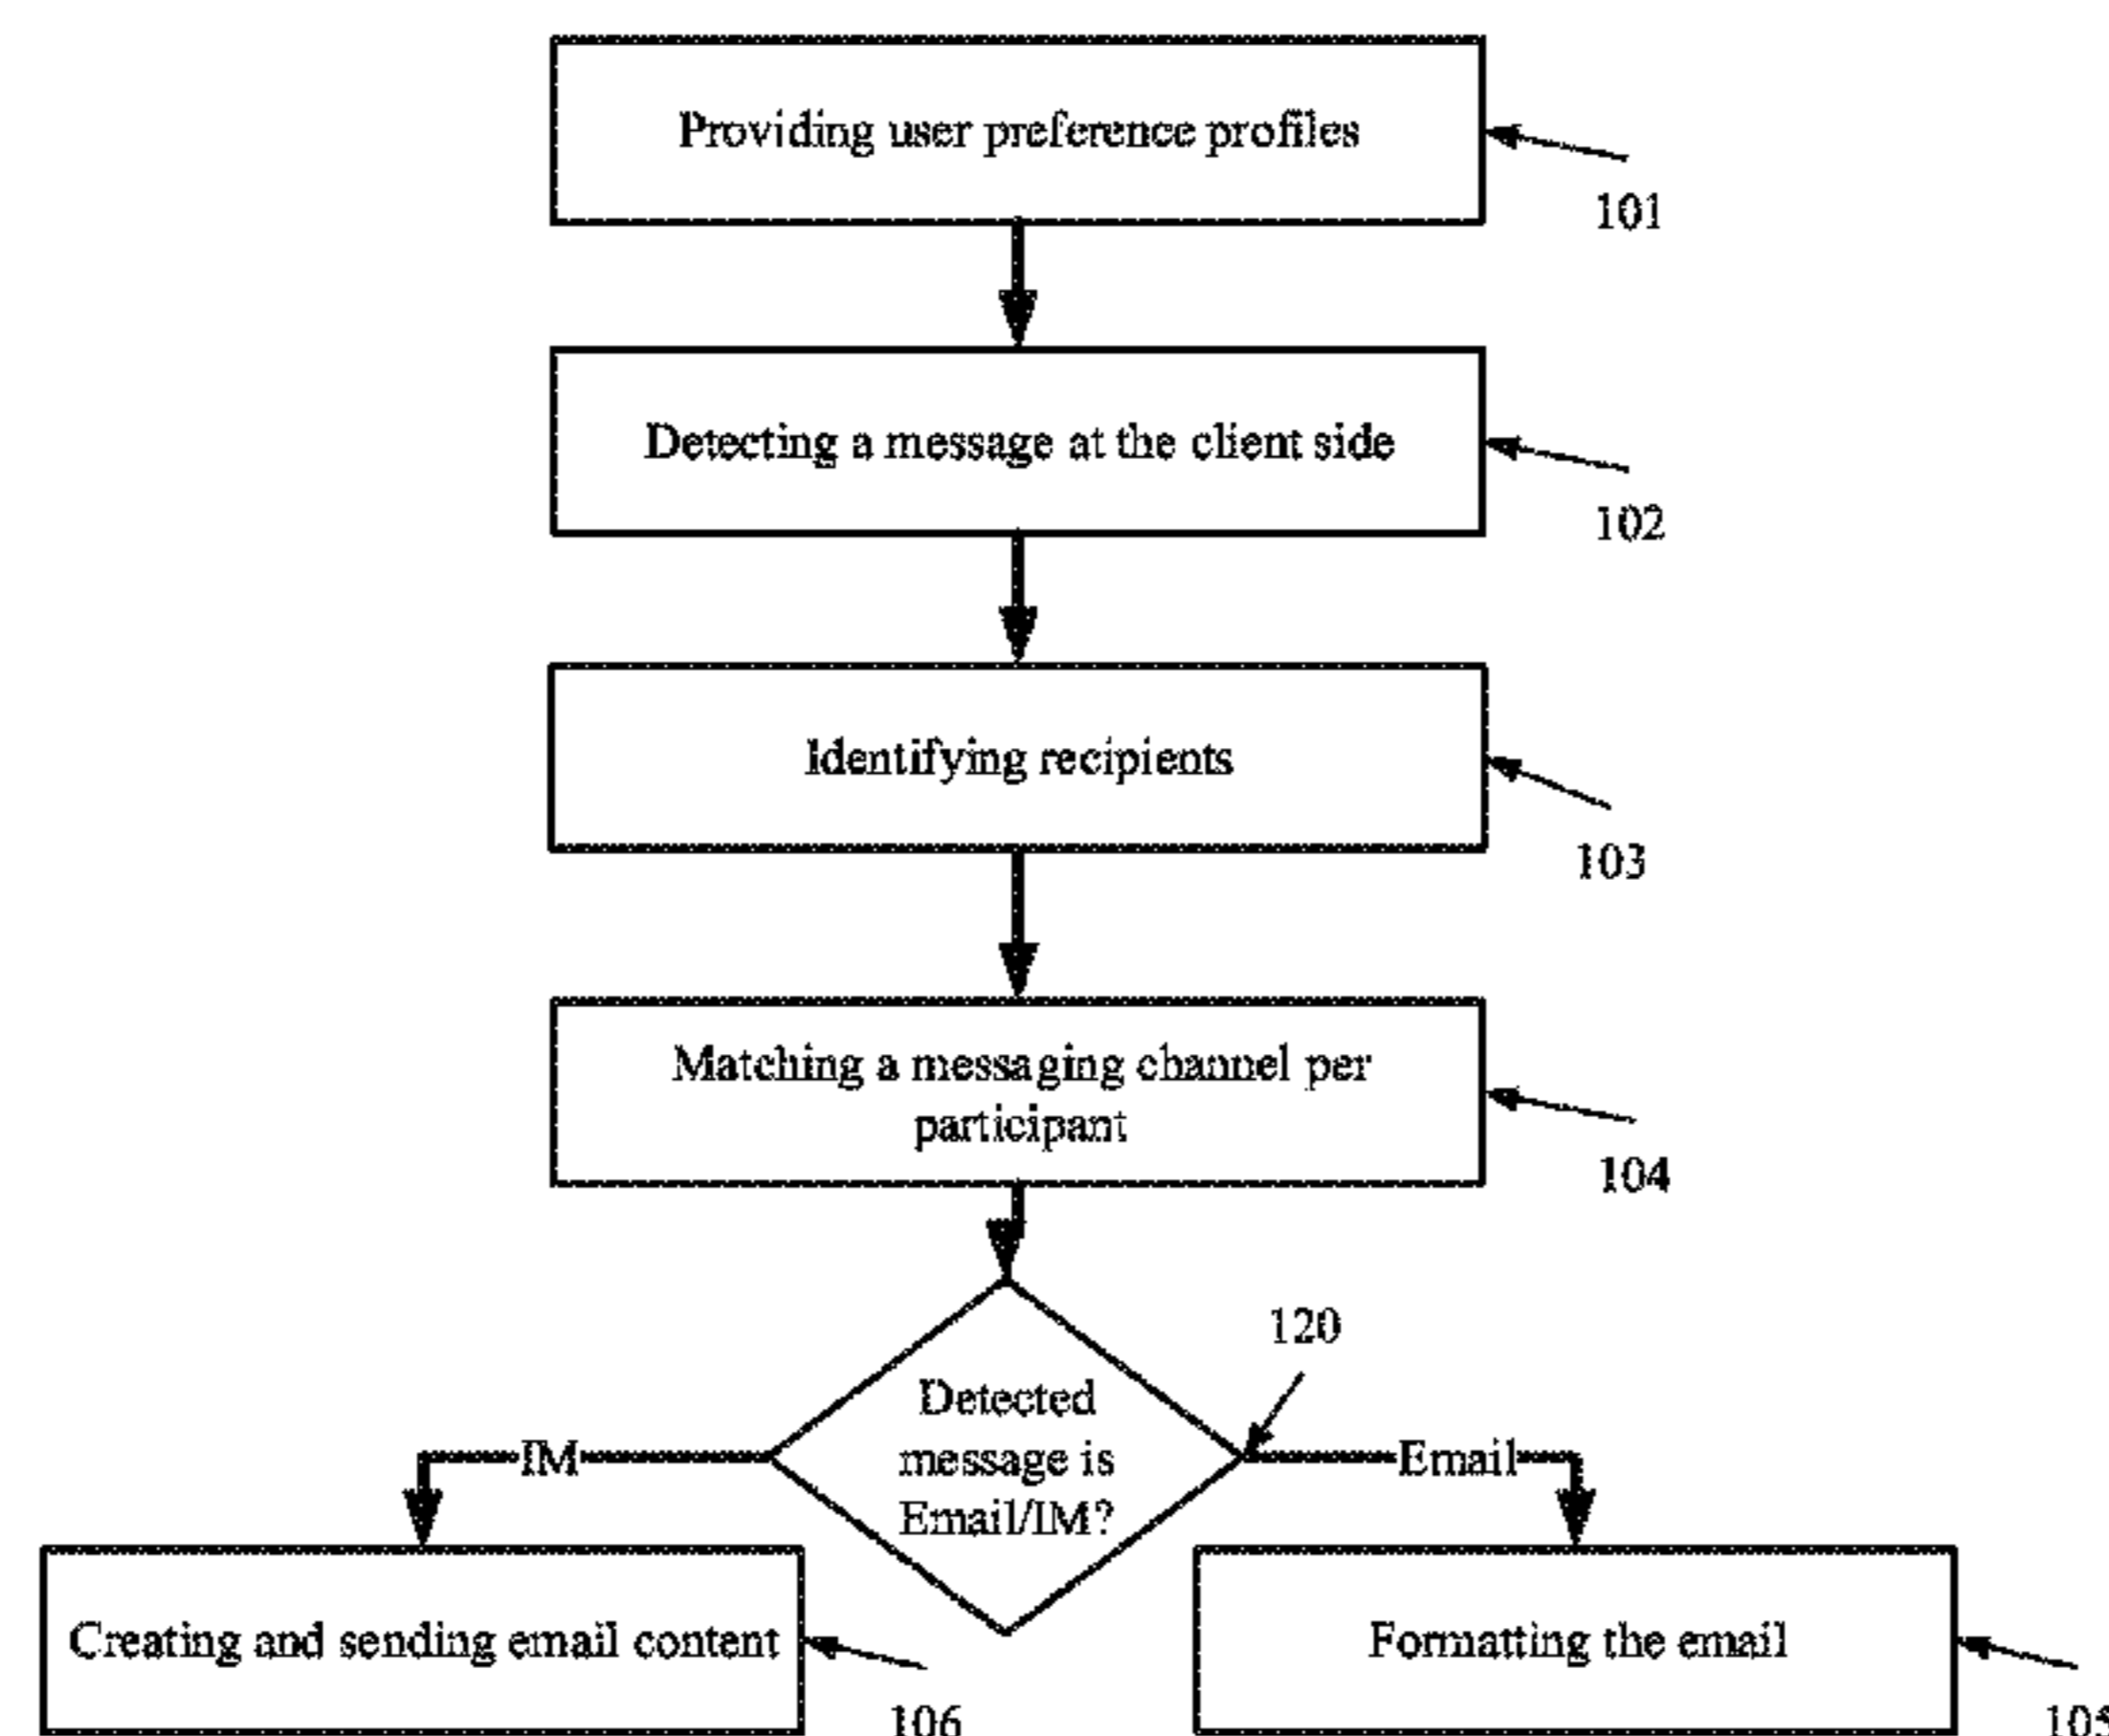 Providing user preference profiles
101
Detecting a message at the client side
102
Identifying recipients
103
Matching a messaging channel per
participant
104
120
Detected
message is
Email/IM?
IM
Email
Creating and sending email content
106
Formatting the email
105